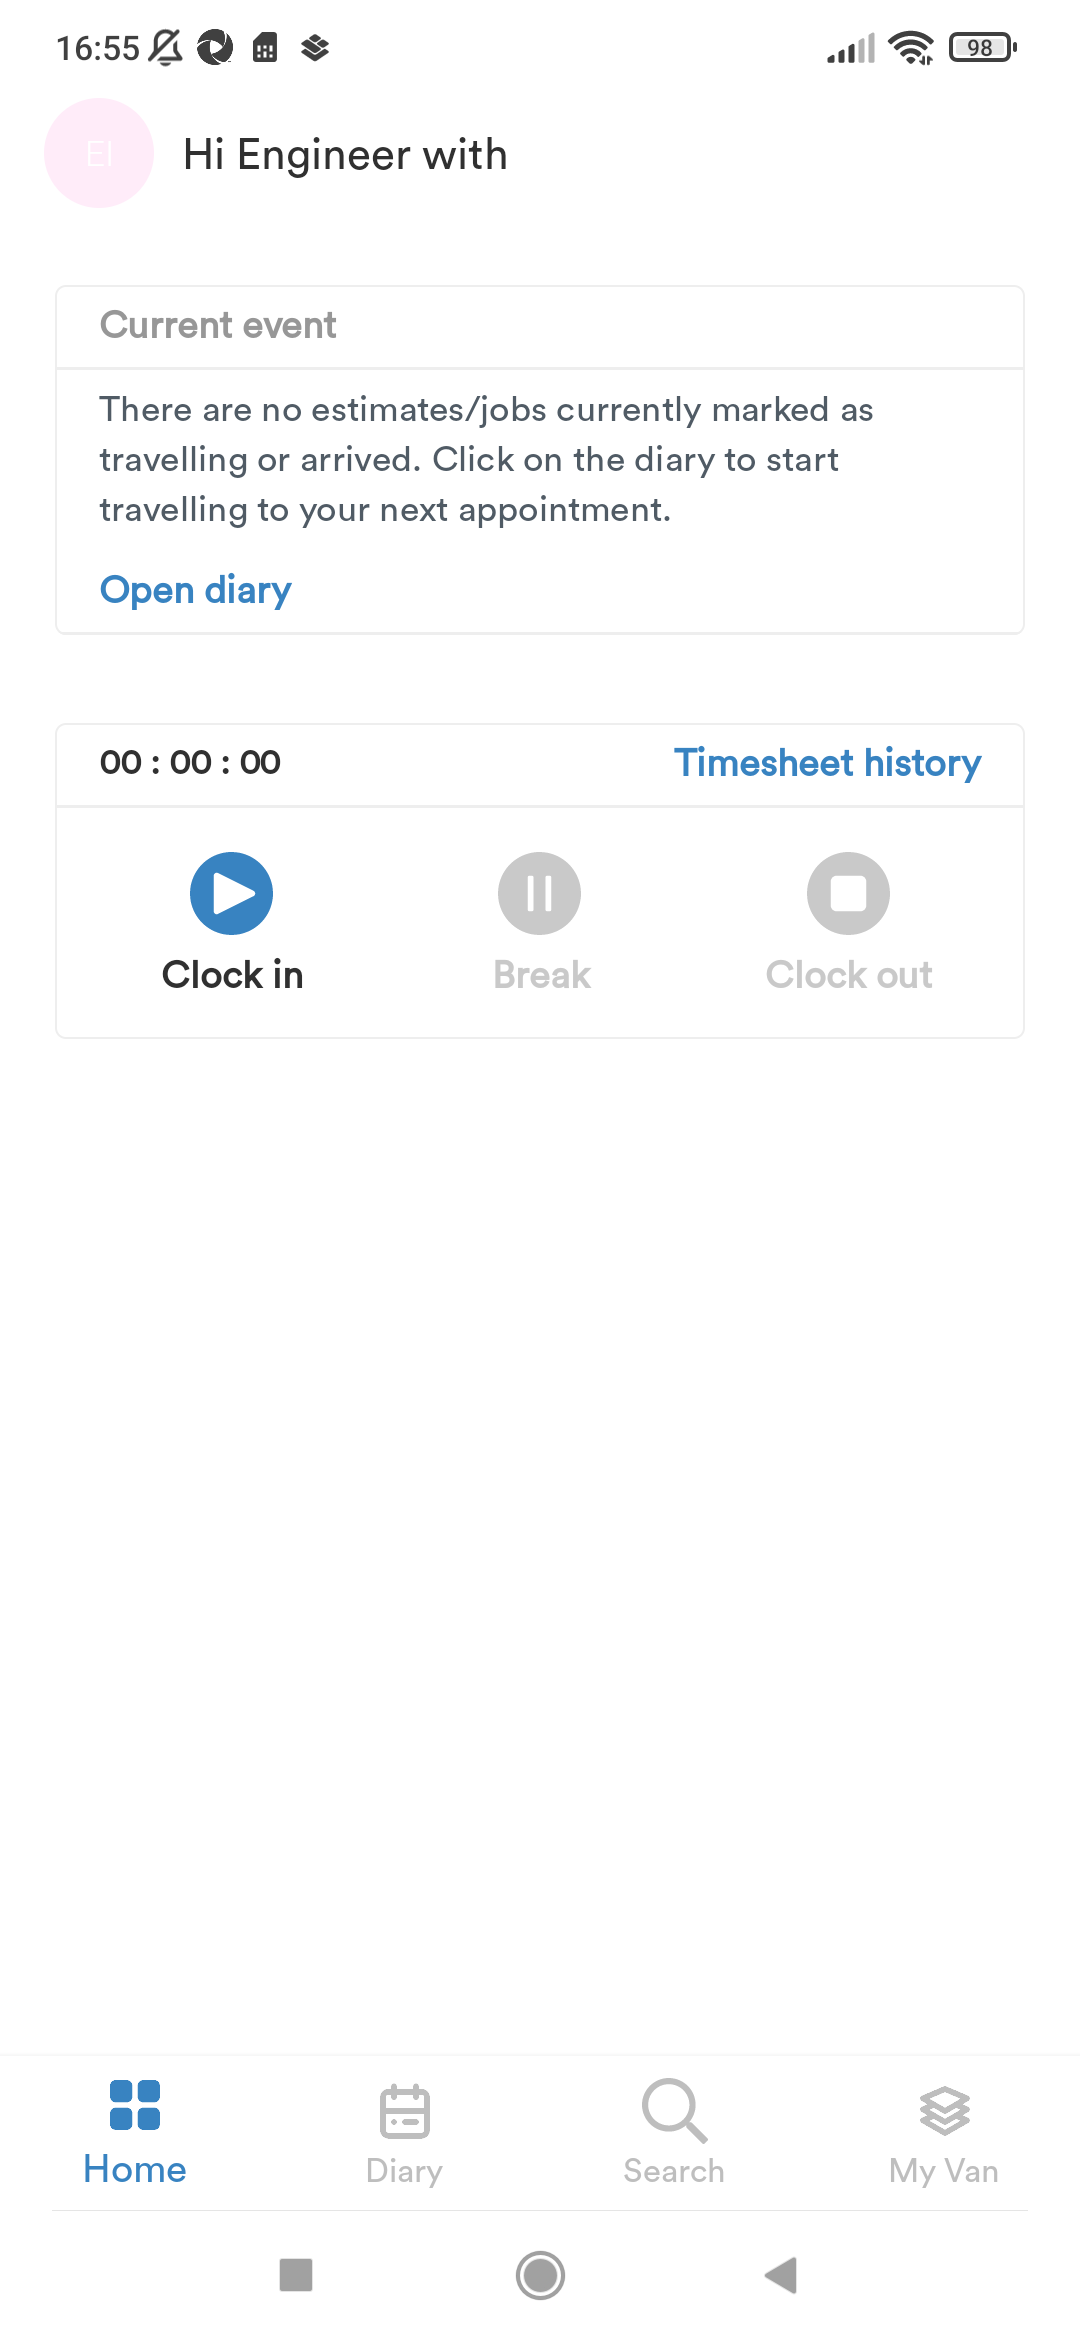 16:55
98
EI
Hi Engineer with
Current event
There are no estimates/jobs currently marked as
travelling or arrived. Click on the diary to start
travelling to your next appointment.
Open diary
00 : 00 : 00
Timesheet history
Clock in
Break
Clock out
Home
Diary
Search
My Van